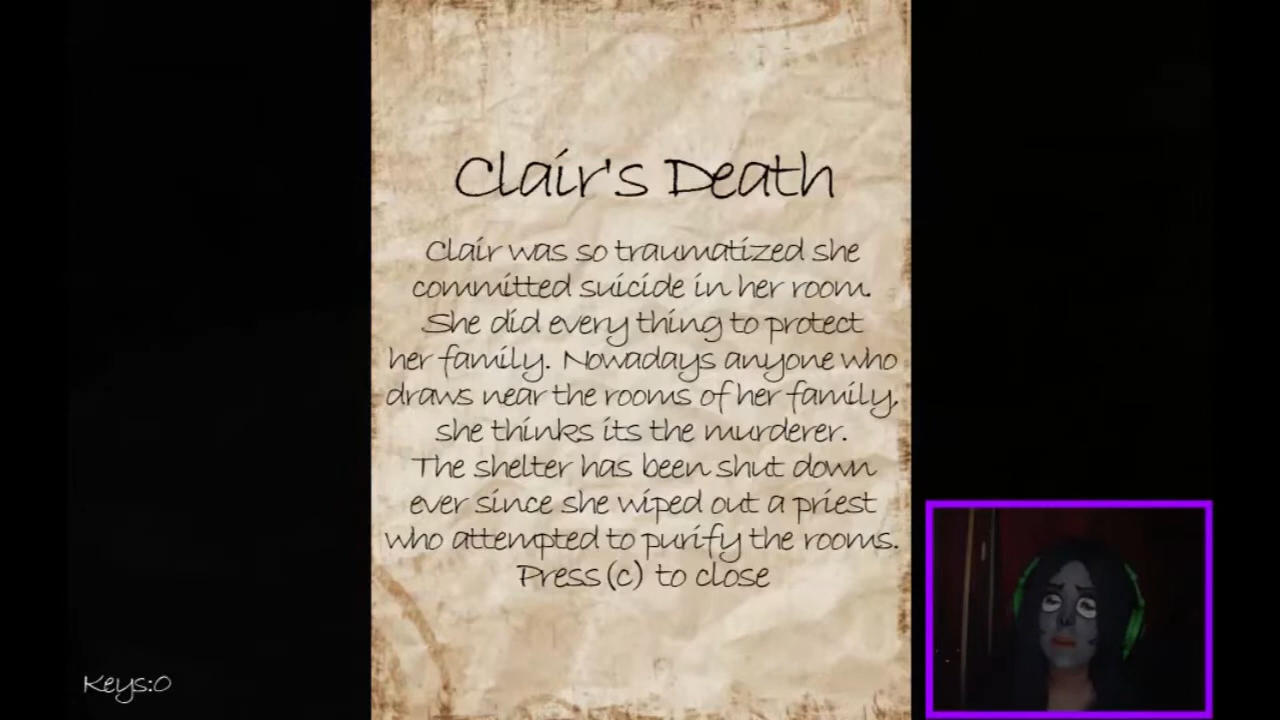 Clair's Death
Clair was so traumatized she
committed suicide in her room.
She did every thing to protect
her family. Nowadays anyone who
draws near the rooms of her family,
she thinks its the murderer.
The shelter has been shut down
ever since she wiped out a priest
who attempted to purify the rooms.
Press (c) to close
Keys:0